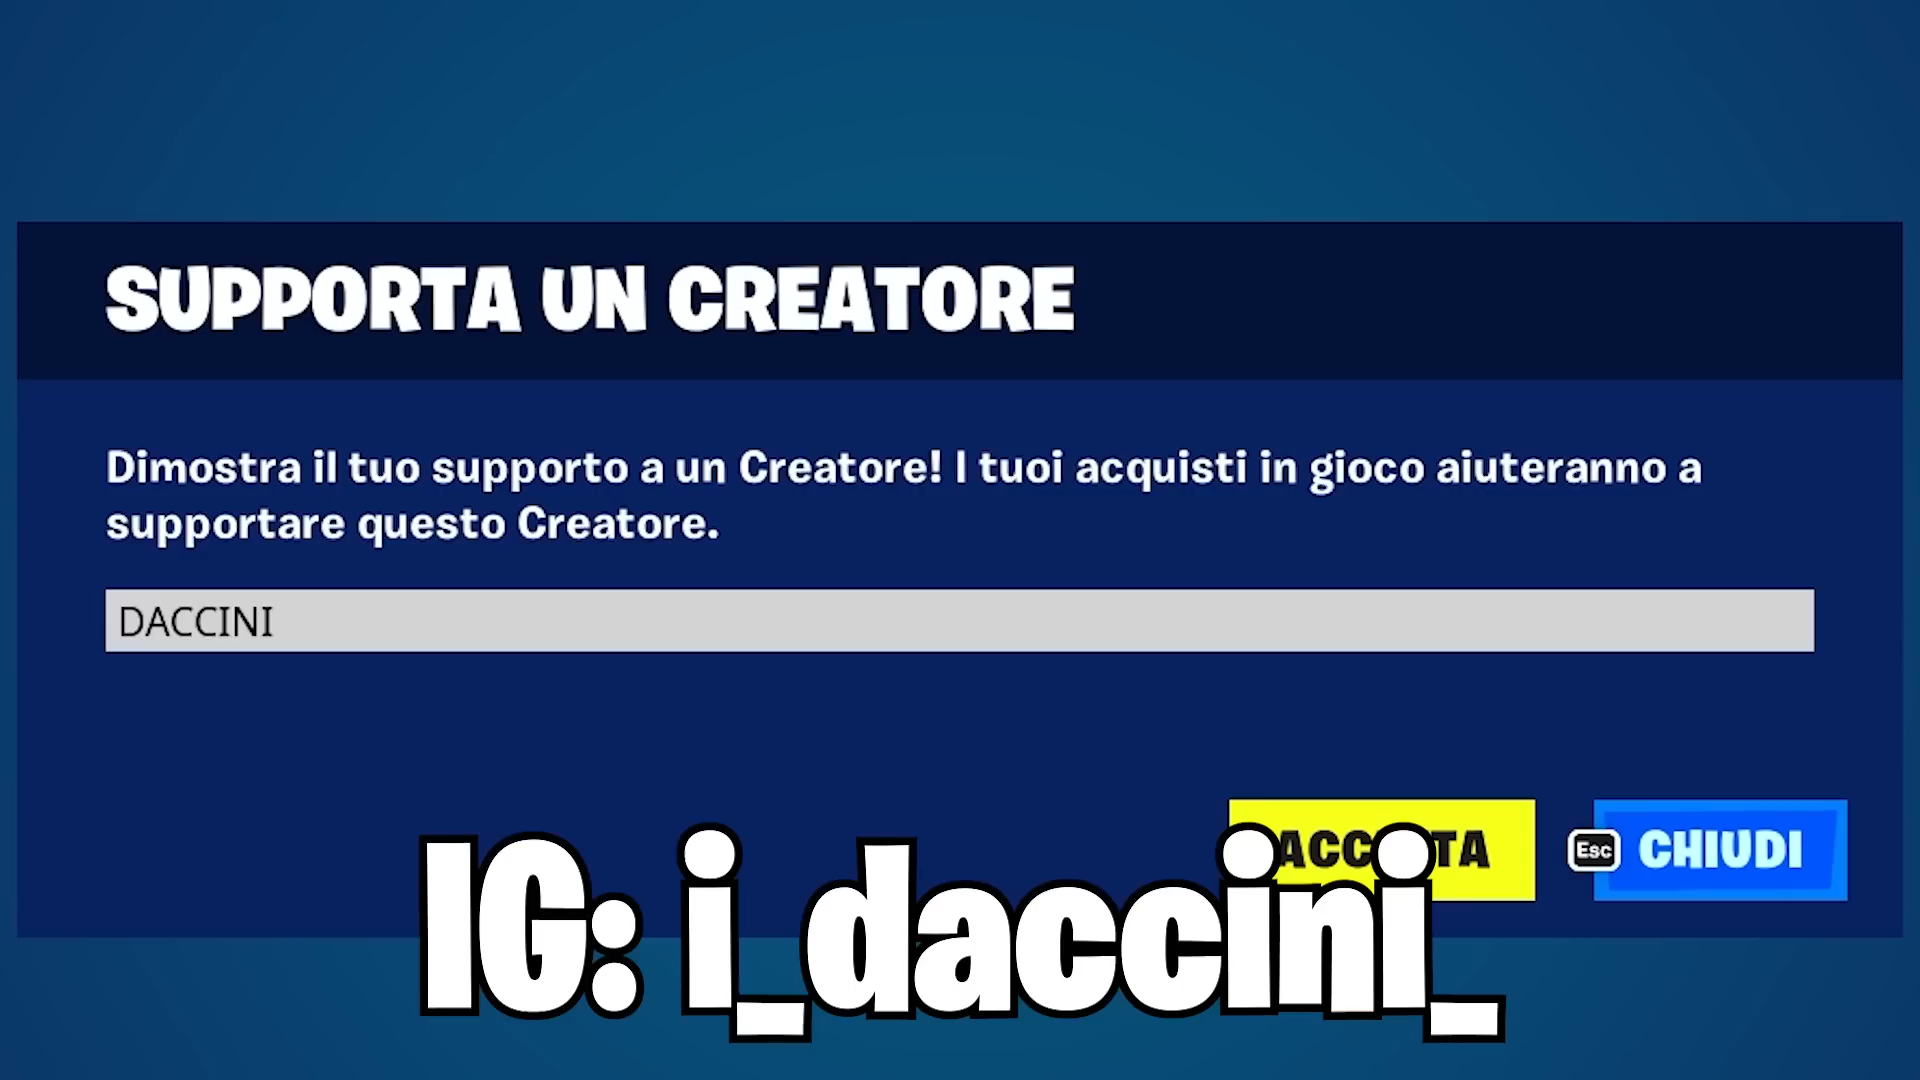 SUPPORTA UN CREATORE
Dimostra il tuo supporto a un Creatore! I tuoi acquisti in gioco aiuteranno a
supportare questo Creatore.
DACCINI
ACCETTA
Esc CHIUDI
IG: i_daccini_